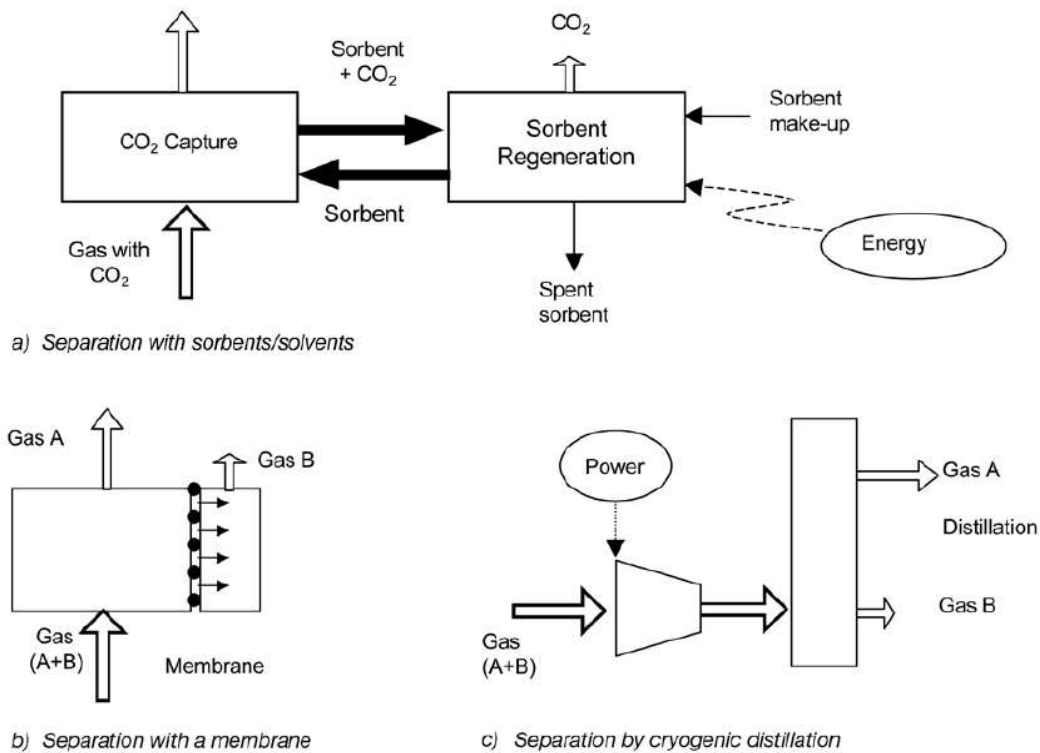 CO₂
Sorbent
+ CO₂
CO₂ Capture
Sorbent
Regeneration
Sorbent
make-up
Sorbent
Gas with
CO₂
Energy
Spent
sorbent
a) Separation with sorbents/solvents
Gas A
Gas B
Gas
(A+B)
Membrane
b) Separation with a membrane
Power
Gas A
Distillation
Gas B
Gas
(A+B)
c) Separation by cryogenic distillation